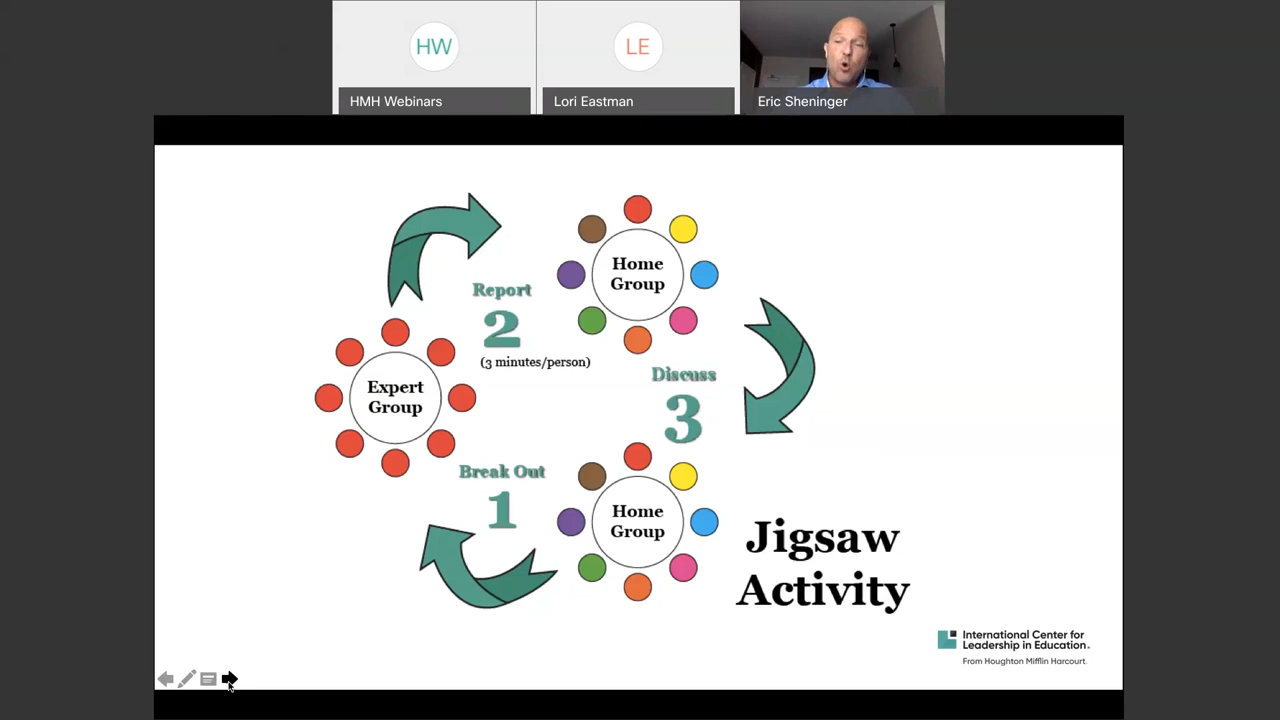 HW
LE
HMH Webinars
Lori Eastman
Eric Sheninger
Home
Group
Report
2
(3 minutes/person)
Expert
Group
Discuss
3
Break Out
1
Home
Group
Jigsaw
Activity
International Center for
Leadership in Education.
From Houghton Mifflin Harcourt.